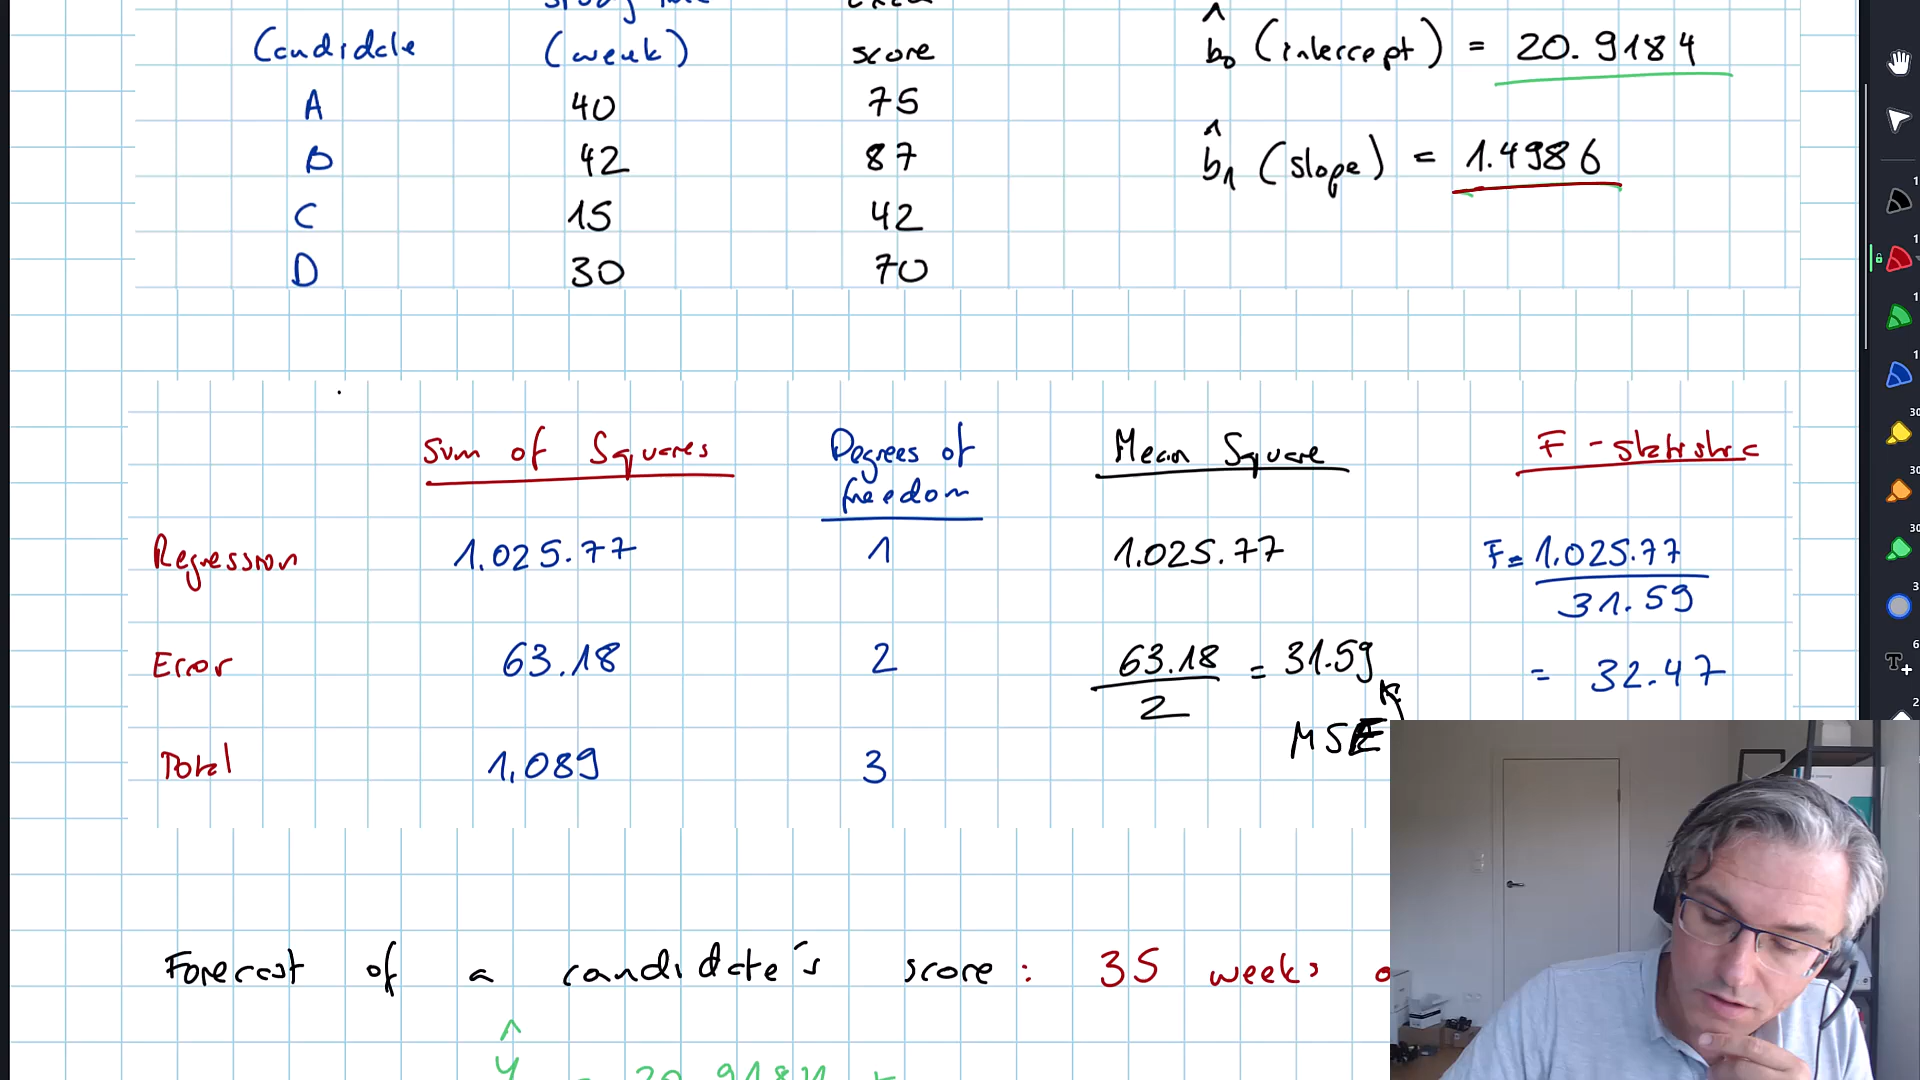 Candidate (week) score
A 40 75
B 42 87
C 15 42
D 30 70
b̂₀ (intercept) = 20.9184
b̂₁ (slope) = 1.4986
Sum of Squares Degrees of freedom Mean Square F-statistic
Regression 1.025.77 1 1.025.77 F = 1.025.77 / 31.59
Error 63.18 2 63.18 / 2 = 31.59 = 32.47
MSE
Total 1,089 3
Forecast of a candidate's score: 35 weeks
ŷ = 20.9184 +